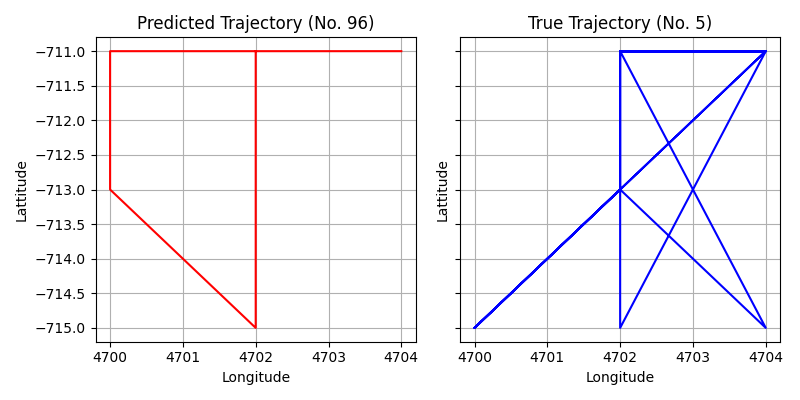 Predicted Trajectory (No. 96)
True Trajectory (No. 5)
Lattitude
−711.0
−711.5
−712.0
−712.5
−713.0
−713.5
−714.0
−714.5
−715.0
4700 4701 4702 4703 4704
Longitude
Lattitude
4700 4701 4702 4703 4704
Longitude